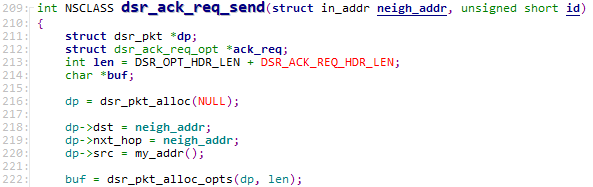 209: int NSCLASS dsr_ack_req_send(struct in_addr neigh_addr, unsigned short id)
210: {
211:     struct dsr_pkt *dp;
212:     struct dsr_ack_req_opt *ack_req;
213:     int len = DSR_OPT_HDR_LEN + DSR_ACK_REQ_HDR_LEN;
214:     char *buf;
215:
216:     dp = dsr_pkt_alloc(NULL);
217:
218:     dp->dst = neigh_addr;
219:     dp->nxt_hop = neigh_addr;
220:     dp->src = my_addr();
221:
222:     buf = dsr_pkt_alloc_opts(dp, len);